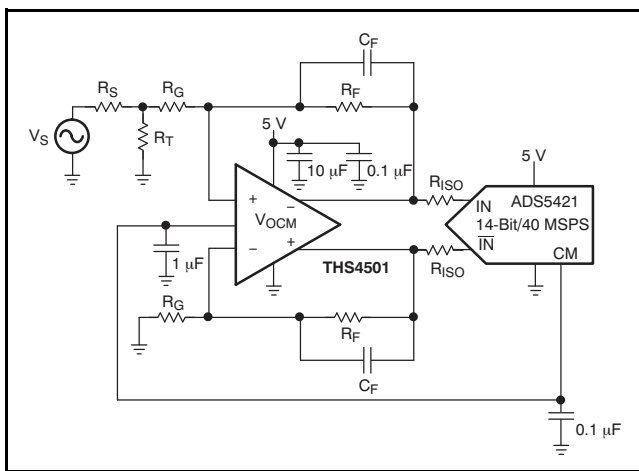 C_F
R_S
R_G
R_F
V_S
R_T
5 V
10 μF
0.1 μF
5 V
R_ISO
IN
ADS5421
14-Bit/40 MSPS
I̅N̅
CM
+
−
V_OCM
−
+
1 μF
THS4501
R_ISO
R_G
R_F
C_F
0.1 μF